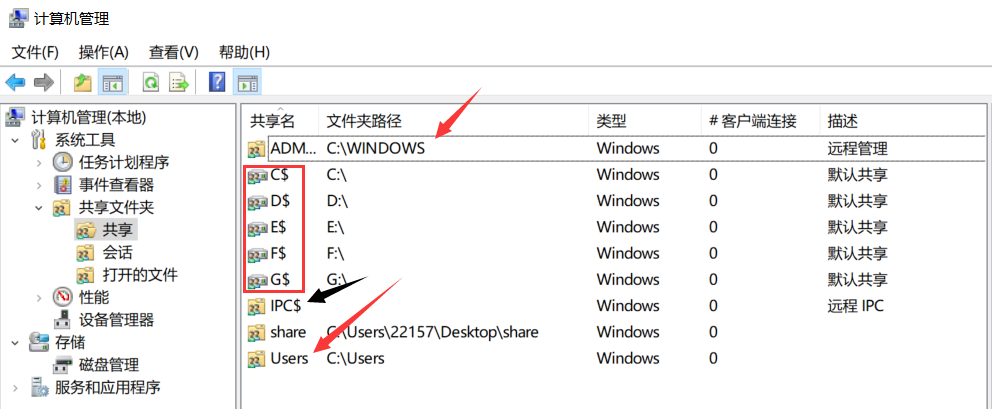 计算机管理
文件(F) 操作(A) 查看(V) 帮助(H)
计算机管理(本地)
系统工具
任务计划程序
事件查看器
共享文件夹
共享
会话
打开的文件
性能
设备管理器
存储
磁盘管理
服务和应用程序
共享名 文件夹路径 类型 # 客户端连接 描述
ADM... C:\WINDOWS Windows 0 远程管理
C$ C:\ Windows 0 默认共享
D$ D:\ Windows 0 默认共享
E$ E:\ Windows 0 默认共享
F$ F:\ Windows 0 默认共享
G$ G:\ Windows 0 默认共享
IPC$ Windows 0 远程 IPC
share C:\Users\22157\Desktop\share Windows 0
Users C:\Users Windows 0